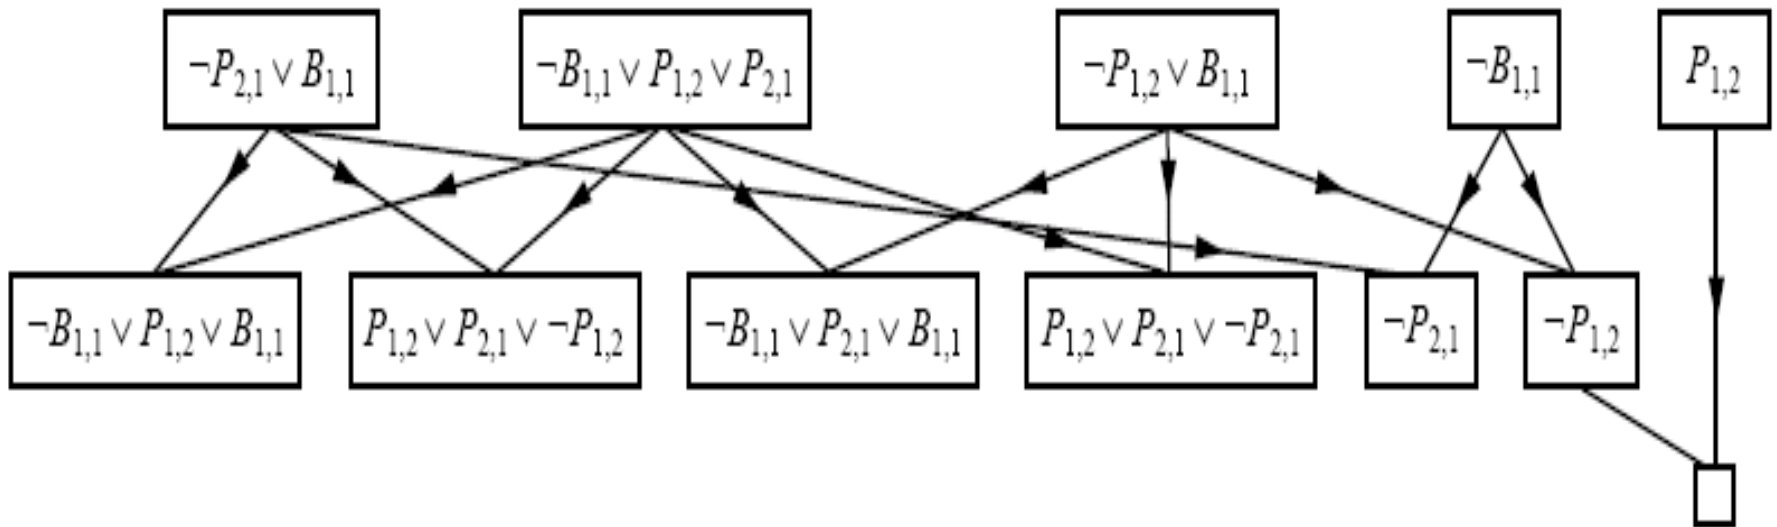 ¬P₂,₁ ∨ B₁,₁
¬B₁,₁ ∨ P₁,₂ ∨ P₂,₁
¬P₁,₂ ∨ B₁,₁
¬B₁,₁
P₁,₂
¬B₁,₁ ∨ P₁,₂ ∨ B₁,₁
P₁,₂ ∨ P₂,₁ ∨ ¬P₁,₂
¬B₁,₁ ∨ P₂,₁ ∨ B₁,₁
P₁,₂ ∨ P₂,₁ ∨ ¬P₂,₁
¬P₂,₁
¬P₁,₂